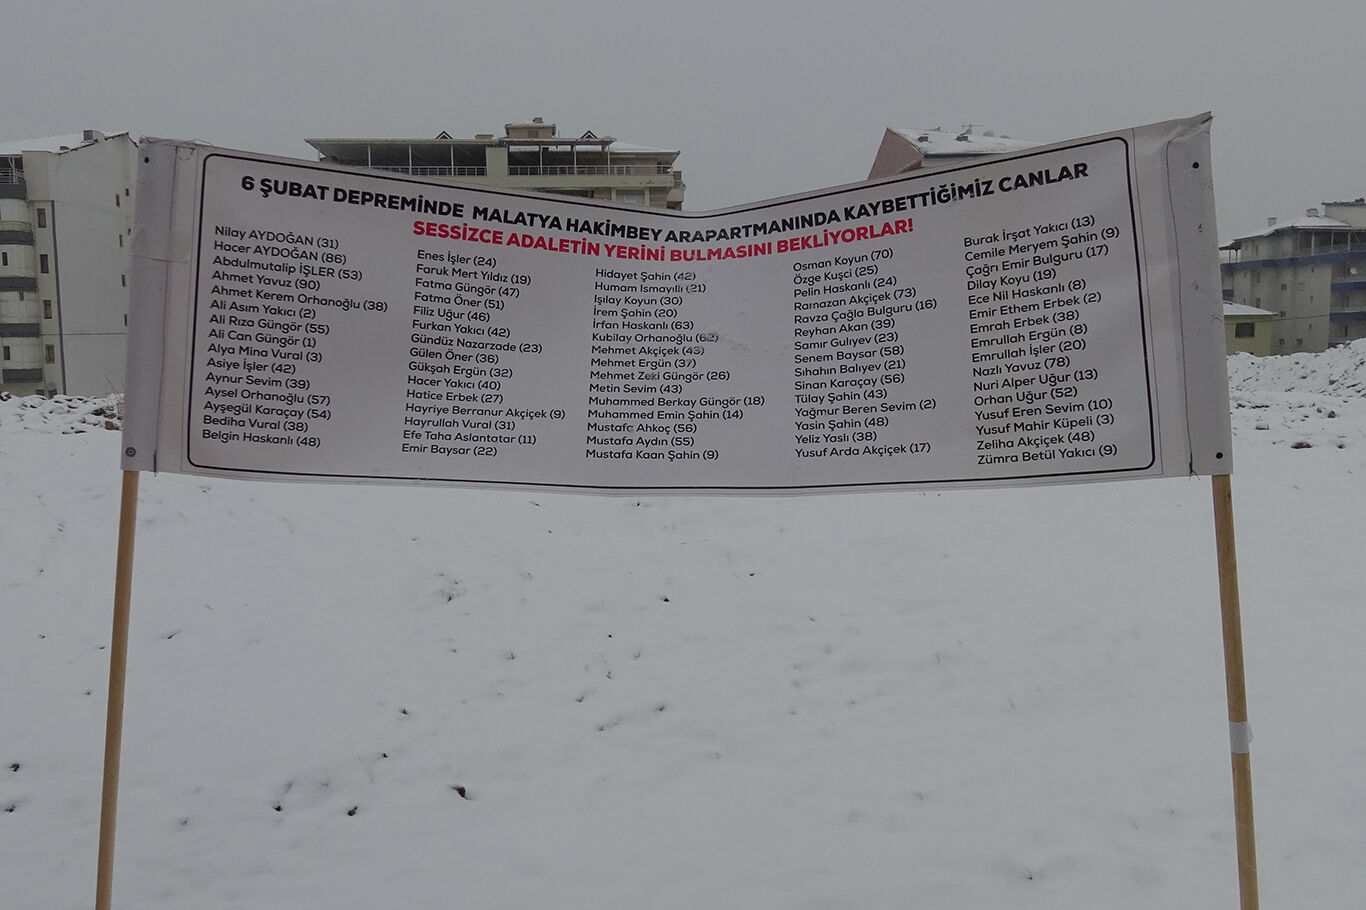 6 ŞUBAT DEPREMİNDE MALATYA HAKİMBEY ARAPARTMANINDA KAYBETTİĞİMİZ CANLAR
SESSİZCE ADALETİN YERİNİ BULMASINI BEKLİYORLAR!
Nilay AYDOĞAN (31)
Hacer AYDOĞAN (86)
Abdulmutalip İŞLER (53)
Ahmet Yavuz (90)
Ahmet Kerem Orhanoğlu (38)
Ali Asım Yakıcı (2)
Ali Rıza Güngör (55)
Ali Can Güngör (1)
Alya Mina Vural (3)
Asiye İşler (42)
Aynur Sevim (39)
Aysel Orhanoğlu (57)
Ayşegül Karaçay (54)
Bediha Vural (38)
Belgin Haskanlı (48)
Enes İşler (24)
Faruk Mert Yıldız (19)
Fatma Güngör (47)
Fatma Öner (51)
Filiz Uğur (46)
Furkan Yakıcı (42)
Gündüz Nazarzade (23)
Gülen Öner (36)
Gükşah Ergün (32)
Hacer Yakıcı (40)
Hatice Erbek (27)
Hayriye Berranur Akçiçek (9)
Hayrullah Vural (31)
Efe Taha Aslantatar (11)
Emir Baysar (22)
Hidayet Şahin (42)
Humam Ismayıllı (21)
Işılay Koyun (30)
İrem Şahin (20)
İrfan Haskanlı (63)
Kubilay Orhanoğlu (62)
Mehmet Akçiçek (43)
Mehmet Ergün (37)
Mehmet Zeki Güngör (26)
Metin Sevim (43)
Muhammed Berkay Güngör (18)
Muhammed Emin Şahin (14)
Mustafa Ahkoç (56)
Mustafa Aydın (55)
Mustafa Kaan Şahin (9)
Osman Koyun (70)
Özge Kuşci (25)
Pelin Haskanlı (24)
Ramazan Akçiçek (73)
Ravza Çağla Bulguru (16)
Reyhan Akan (39)
Samir Gulıyev (23)
Senem Baysar (58)
Sıhahin Balıyev (21)
Sinan Karaçay (56)
Tülay Şahin (43)
Yağmur Beren Sevim (2)
Yasin Şahin (48)
Yeliz Yaslı (38)
Yusuf Arda Akçiçek (17)
Burak İrşat Yakıcı (13)
Cemile Meryem Şahin (9)
Çağrı Emir Bulguru (17)
Dilay Koyu (19)
Ece Nil Haskanlı (8)
Emir Ethem Erbek (2)
Emrah Erbek (38)
Emrullah Ergün (8)
Emrullah İşler (20)
Nazlı Yavuz (78)
Nuri Alper Uğur (13)
Orhan Uğur (52)
Yusuf Eren Sevim (10)
Yusuf Mahir Küpeli (3)
Zeliha Akçiçek (48)
Zümra Betül Yakıcı (9)